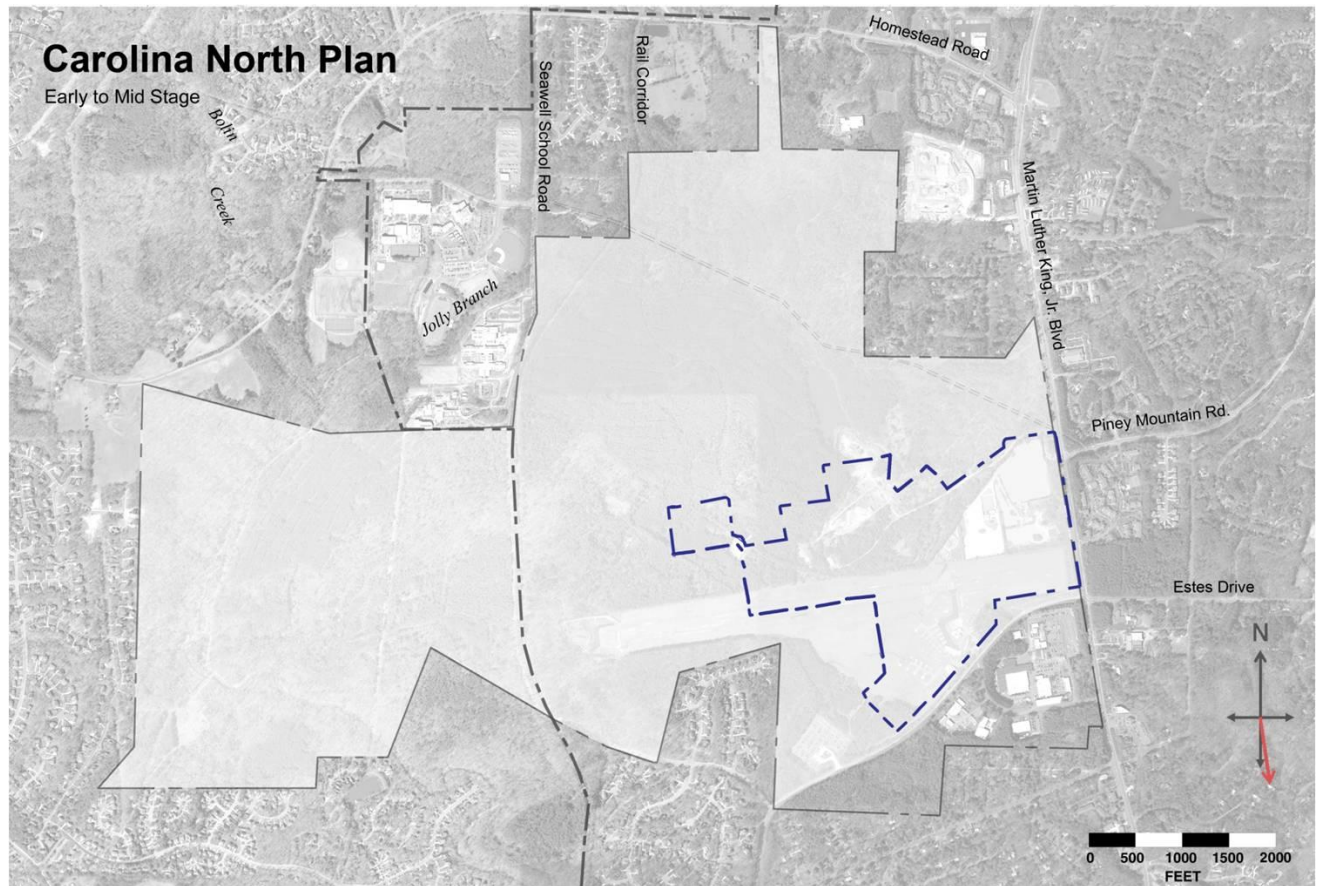 Carolina North Plan
Early to Mid Stage
Homestead Road
Rail Corridor
Seawell School Road
Bolin
Creek
Martin Luther King, Jr. Blvd
Jolly Branch
Piney Mountain Rd.
Estes Drive
N
0 500 1000 1500 2000
FEET